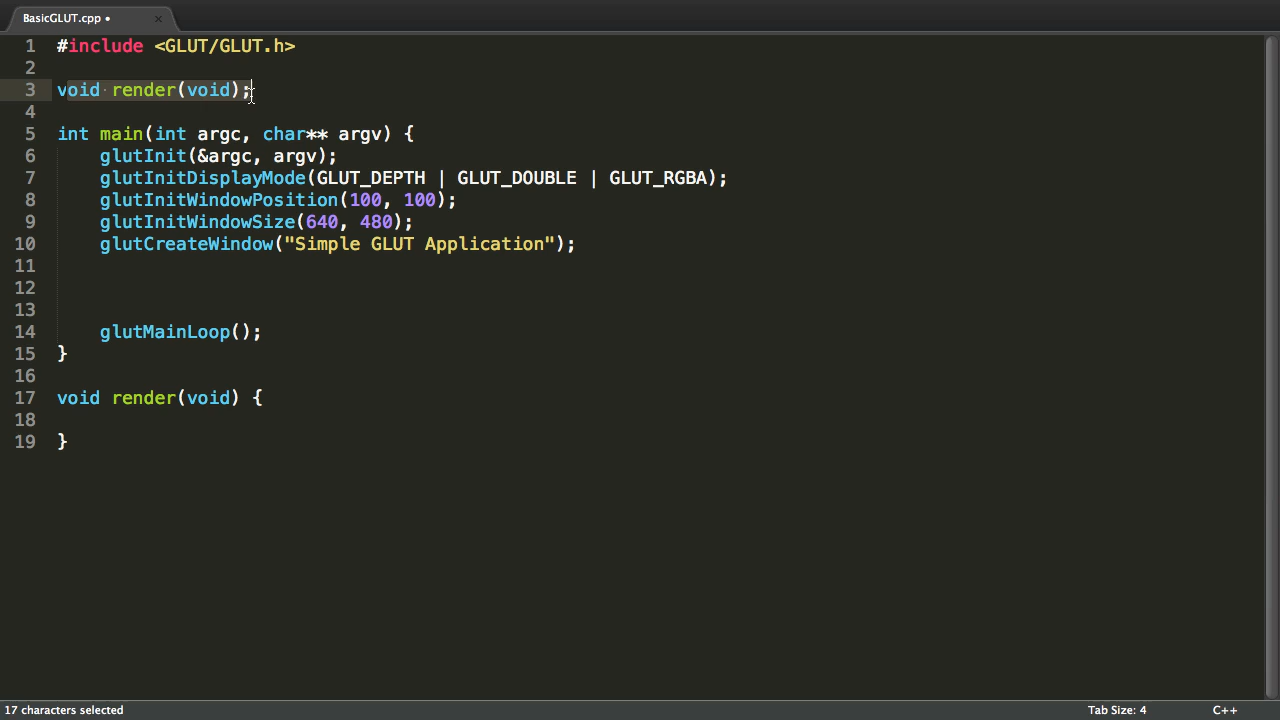 BasicGLUT.cpp •
1 #include <GLUT/GLUT.h>
2
3 void render(void);
4
5 int main(int argc, char** argv) {
6 glutInit(&argc, argv);
7 glutInitDisplayMode(GLUT_DEPTH | GLUT_DOUBLE | GLUT_RGBA);
8 glutInitWindowPosition(100, 100);
9 glutInitWindowSize(640, 480);
10 glutCreateWindow("Simple GLUT Application");
11
12
13
14 glutMainLoop();
15 }
16
17 void render(void) {
18
19 }
17 characters selected Tab Size: 4 C++